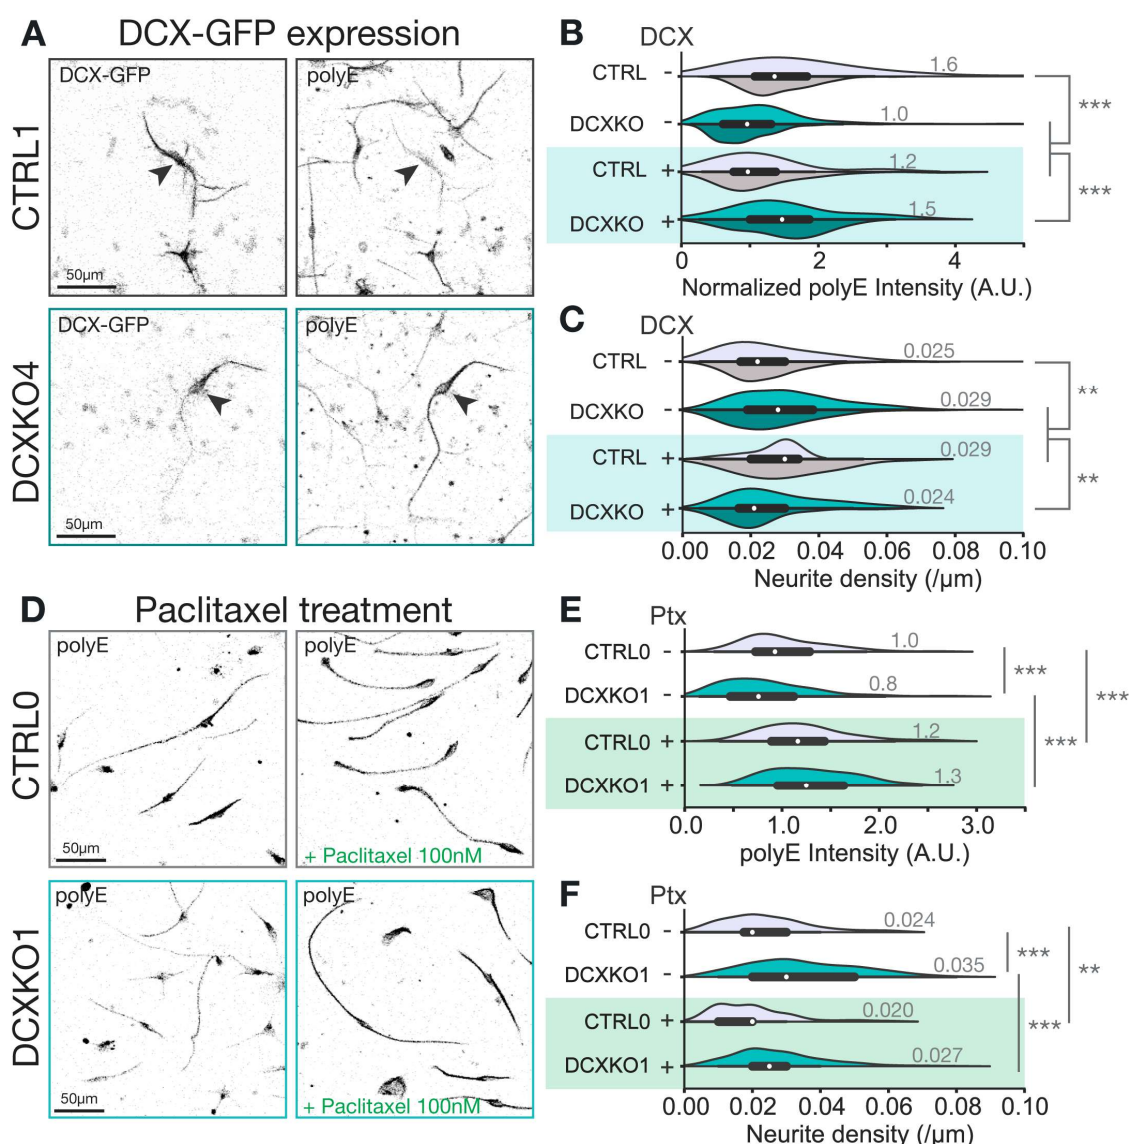 A DCX-GFP expression
CTRL1
DCX-GFP
50µm
polyE
DCXKO4
DCX-GFP
50µm
polyE
B DCX
CTRL - 1.6
DCXKO - 1.0
CTRL + 1.2
DCXKO + 1.5
***
***
0 2 4
Normalized polyE Intensity (A.U.)
C DCX
CTRL - 0.025
DCXKO - 0.029
CTRL + 0.029
DCXKO + 0.024
**
**
0.00 0.02 0.04 0.06 0.08 0.10
Neurite density (/µm)
D Paclitaxel treatment
CTRL0
polyE
50µm
polyE
+ Paclitaxel 100nM
DCXKO1
polyE
50µm
polyE
+ Paclitaxel 100nM
E Ptx
CTRL0 - 1.0
DCXKO1 - 0.8
CTRL0 + 1.2
DCXKO1 + 1.3
***
***
***
0.0 1.0 2.0 3.0
polyE Intensity (A.U.)
F Ptx
CTRL0 - 0.024
DCXKO1 - 0.035
CTRL0 + 0.020
DCXKO1 + 0.027
***
**
***
0.00 0.02 0.04 0.06 0.08 0.10
Neurite density (/µm)